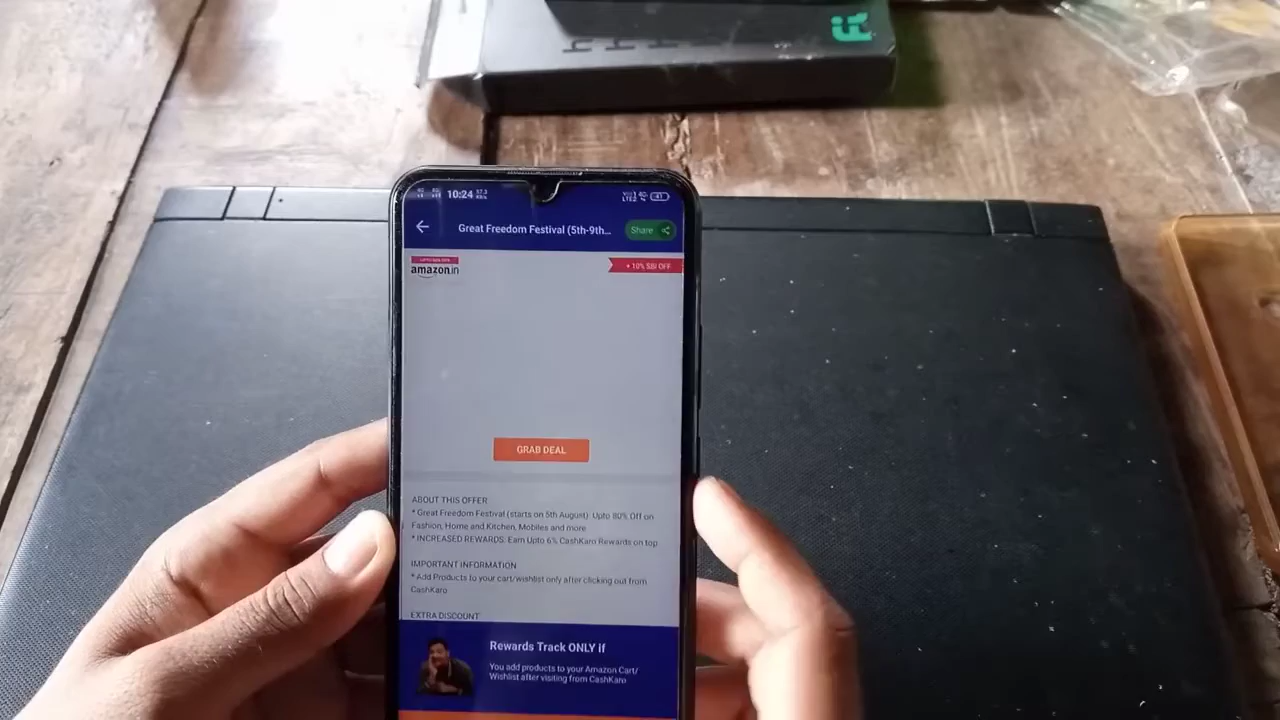 10:24
Great Freedom Festival (5th-9th...
Share
amazon.in
+ 10% SBI OFF
GRAB DEAL
ABOUT THIS OFFER
* Great Freedom Festival (starts on 5th August): Upto 80% Off on
Fashion, Home and Kitchen, Mobiles and more
* INCREASED REWARDS: Earn Upto 6% CashKaro Rewards on top
IMPORTANT INFORMATION
* Add Products to your cart/wishlist only after clicking out from
CashKaro
EXTRA DISCOUNT
Rewards Track ONLY if
You add products to your Amazon Cart/
Wishlist after visiting from CashKaro